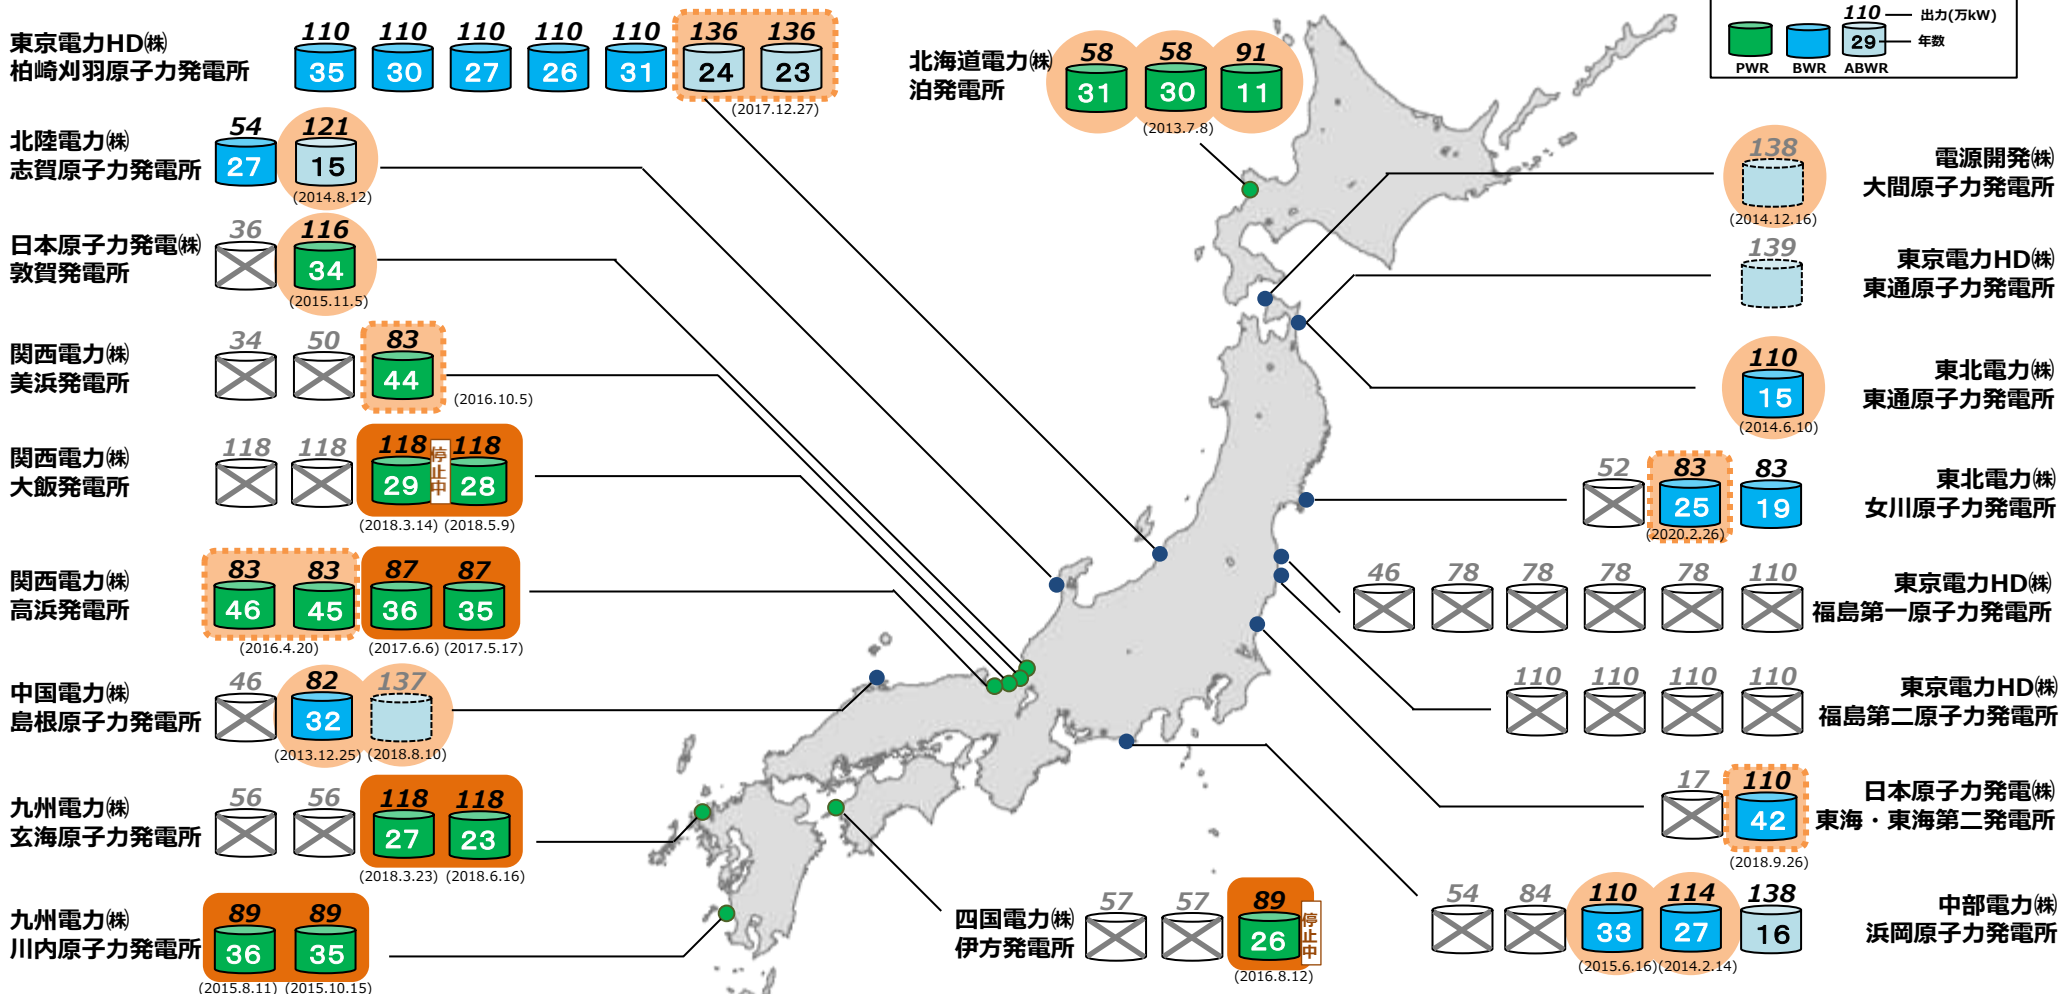 東京電力HD㈱
柏崎刈羽原子力発電所
110 110 110 110 110 136 136
35 30 27 26 31 24 23
(2017.12.27)
北陸電力㈱
志賀原子力発電所
54 121
27 15
(2014.8.12)
日本原子力発電㈱
敦賀発電所
36 116
34
(2015.11.5)
関西電力㈱
美浜発電所
34 50 83
44
(2016.10.5)
関西電力㈱
大飯発電所
118 118 118 118
29 停止中 28
(2018.3.14) (2018.5.9)
関西電力㈱
高浜発電所
83 83 87 87
46 45 36 35
(2016.4.20) (2017.6.6) (2017.5.17)
中国電力㈱
島根原子力発電所
46 82 137
32
(2013.12.25) (2018.8.10)
九州電力㈱
玄海原子力発電所
56 56 118 118
27 23
(2018.3.23) (2018.6.16)
九州電力㈱
川内原子力発電所
89 89
36 35
(2015.8.11) (2015.10.15)
北海道電力㈱
泊発電所
58 58 91
31 30 11
(2013.7.8)
110 出力(万kW)
29 年数
PWR BWR ABWR
138
電源開発㈱
大間原子力発電所
(2014.12.16)
139
東京電力HD㈱
東通原子力発電所
110
15
東北電力㈱
東通原子力発電所
(2014.6.10)
52 83 83
25 19
東北電力㈱
女川原子力発電所
(2020.2.26)
46 78 78 78 78 110
東京電力HD㈱
福島第一原子力発電所
110 110 110 110
東京電力HD㈱
福島第二原子力発電所
17 110
42
日本原子力発電㈱
東海・東海第二発電所
(2018.9.26)
54 84 110 114 138
33 27 16
中部電力㈱
浜岡原子力発電所
(2015.6.16) (2014.2.14)
四国電力㈱
伊方発電所
57 57 89
26 停止中
(2016.8.12)